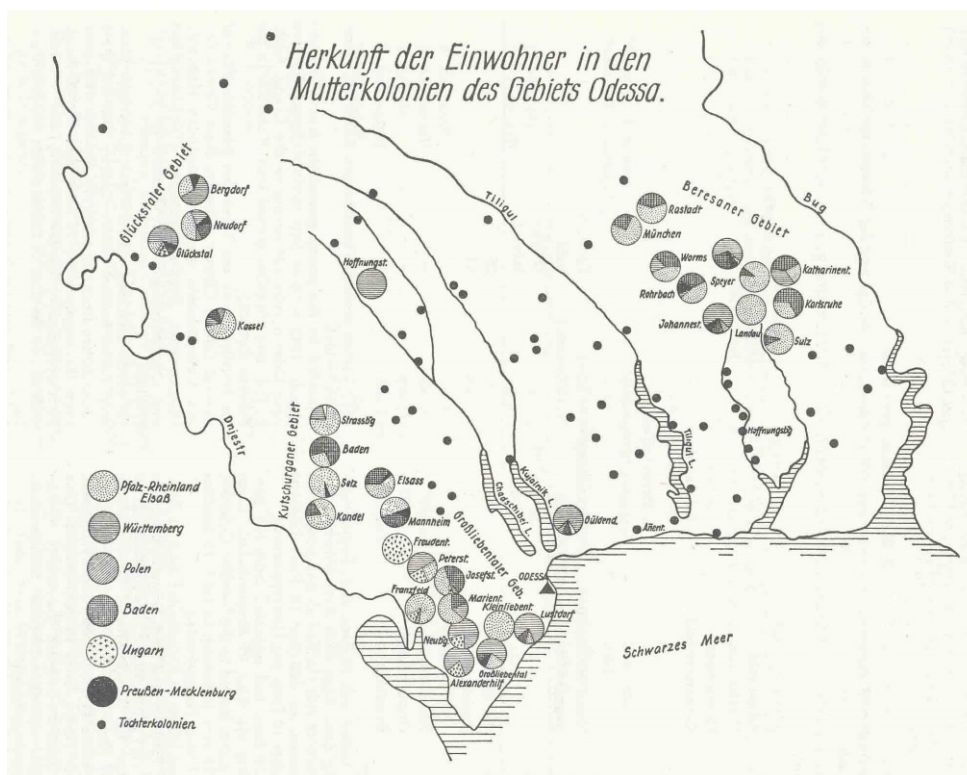 Herkunft der Einwohner in den
Mutterkolonien des Gebiets Odessa.
Glückstaler Gebiet
Bergdorf
Neudorf
Glückstal
Kassel
Hoffnungst.
Tiligul
Beresaner Gebiet
Bug
Rastadt
München
Worms
Speyer
Katharinent.
Rohrbach
Karlsruhe
Johannest.
Landau
Sulz
Hoffnungsbg
Dnjestr
Kutschurganer Gebiet
Strassbg
Baden
Selz
Elsass
Kandel
Mannheim
Chadschibej L.
Kujalnik L.
Tiligul L.
Güldend.
Großliebentaler Geb.
Freudent.
Peterst.
Josefst.
Franzfeld
Marient.
Kleinliebent.
ODESSA
Lustdorf
Neubg
Großliebental
Alexanderhilf
Schwarzes Meer
Pfalz-Rheinland
Elsaß
Württemberg
Polen
Baden
Ungarn
Preußen-Mecklenburg
Tochterkolonien